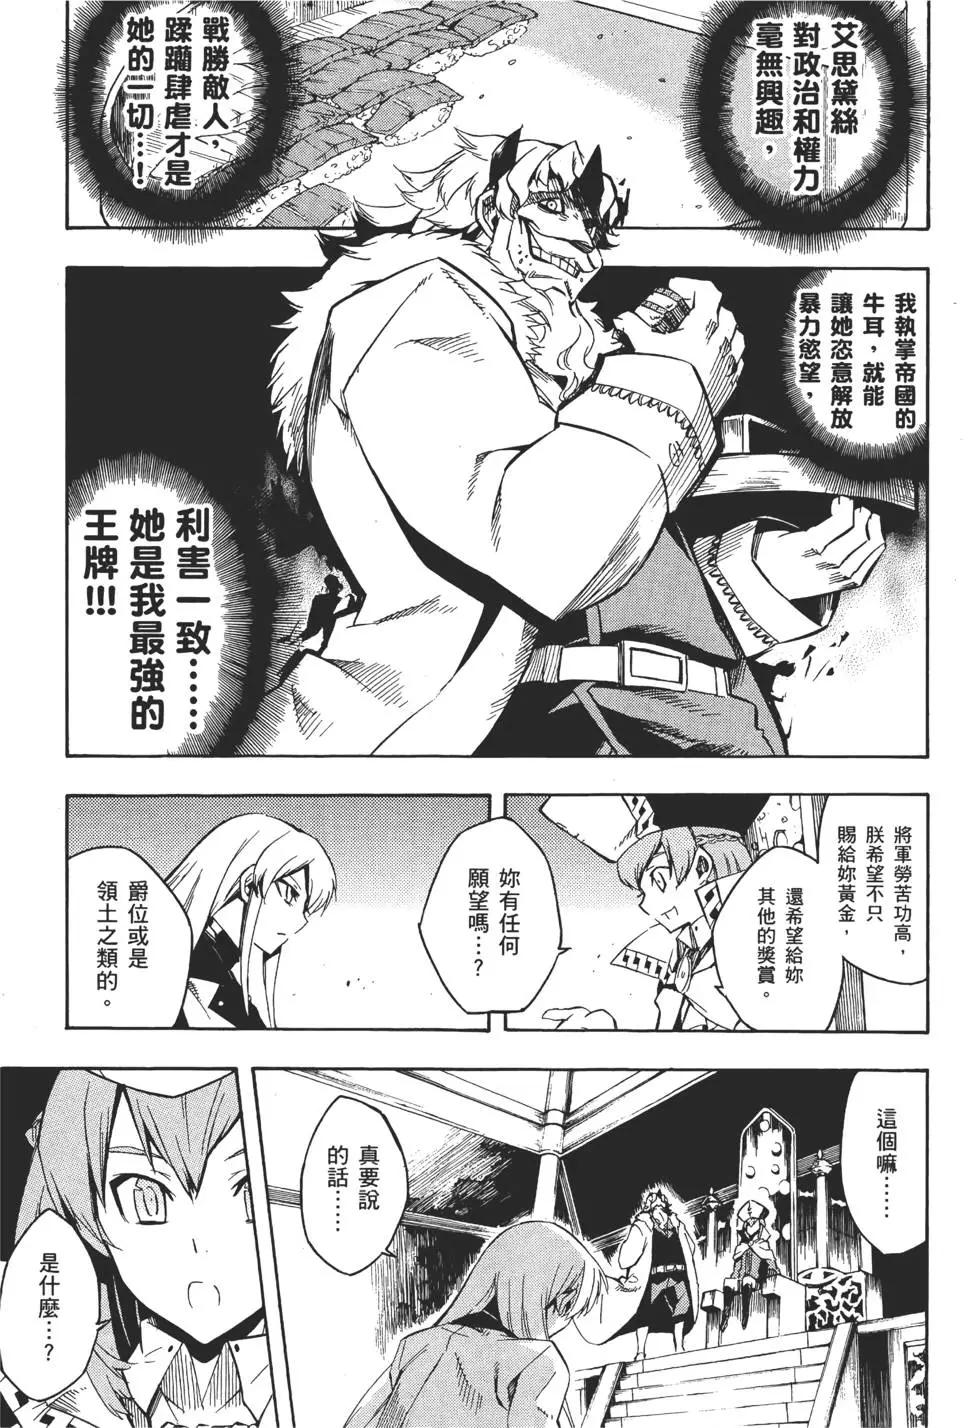 艾思黛絲
對政治和權力
毫無興趣，
戰勝敵人，
蹂躪肆虐才是
她的一切…！
我執掌帝國的
牛耳，就能
讓她恣意解放
暴力慾望，
利害一致……
她是我最強的
王牌!!!
將軍勞苦功高，
朕希望不只
賜給妳黃金，
還希望給妳
其他的獎賞。
妳有任何
願望嗎…？
爵位或是
領土之類的。
這個嘛……
真要說
的話……
是什麼…？